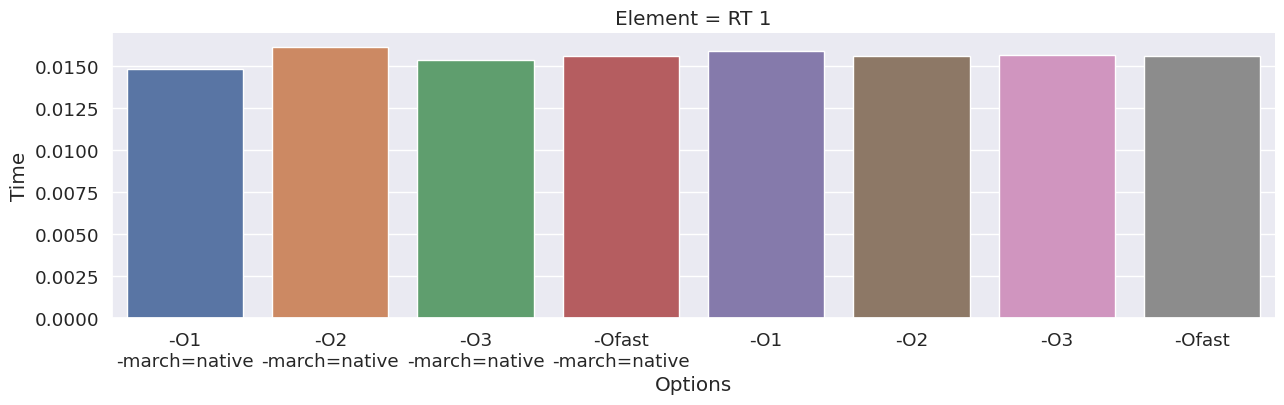 Element = RT 1
Time
0.0150
0.0125
0.0100
0.0075
0.0050
0.0025
0.0000
-O1
-march=native
-O2
-march=native
-O3
-march=native
-Ofast
-march=native
-O1
-O2
-O3
-Ofast
Options